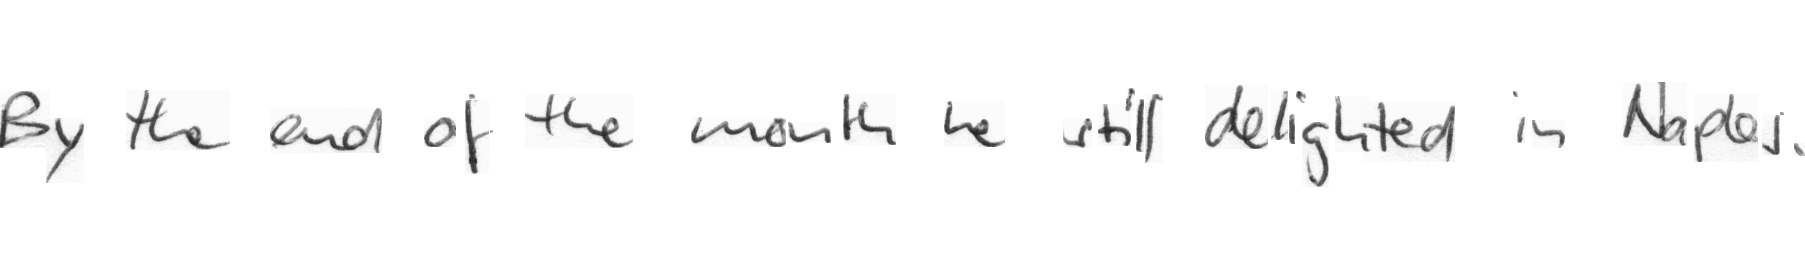 By the end of the month he still delighted in Naples.